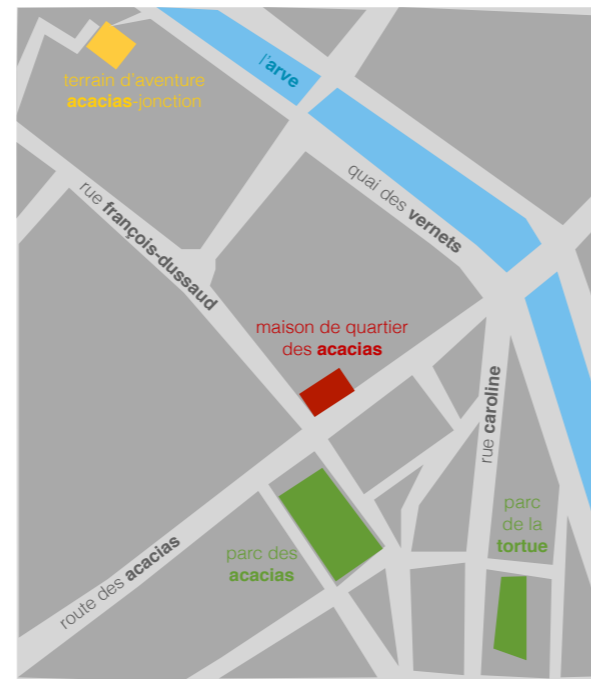 l'arve
terrain d'aventure
acacias-jonction
quai des vernets
rue françois-dussaud
maison de quartier
des acacias
rue caroline
parc
de la
tortue
route des acacias
parc des
acacias